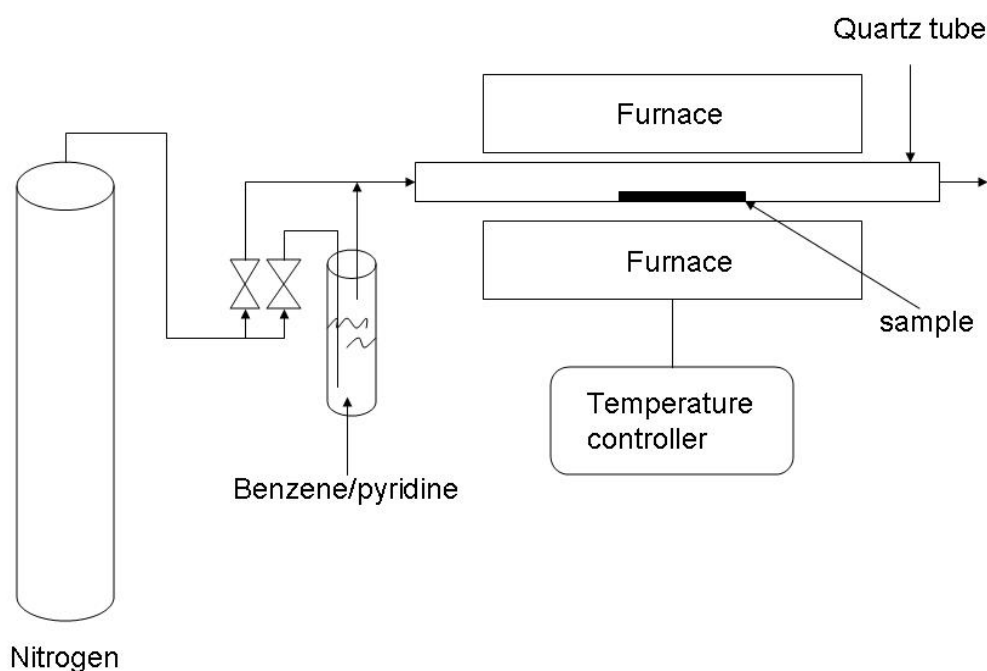 Quartz tube
Furnace
Furnace
sample
Temperature
controller
Benzene/pyridine
Nitrogen